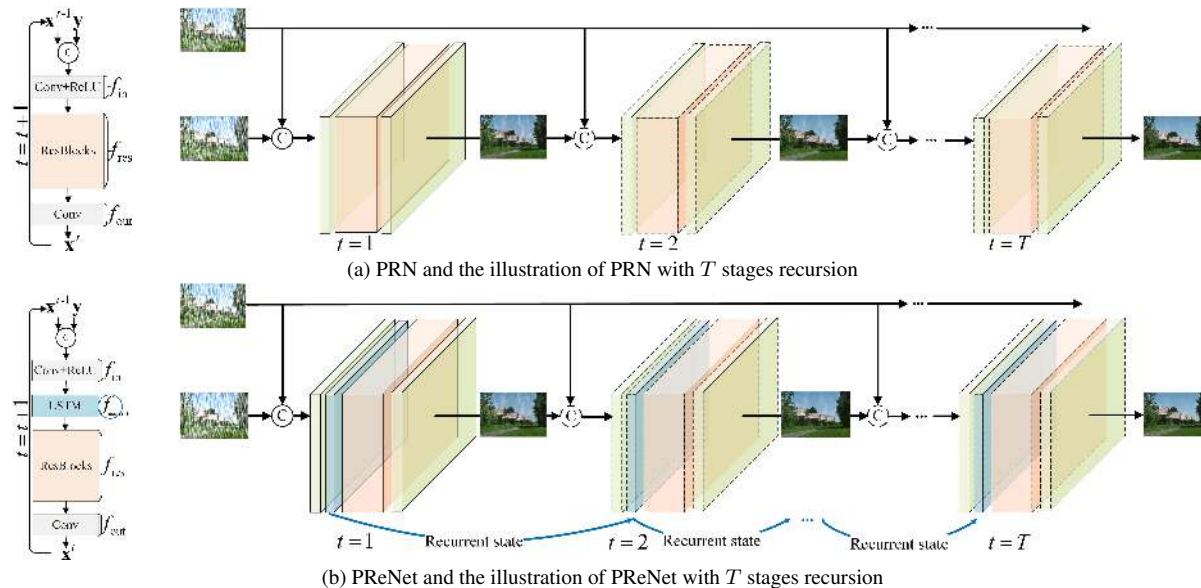 x^{t-1} y
C
Conv+ReLU f_in
t = t+1
ResBlocks f_res
Conv f_out
x^t
C C C ...
...
t = 1 t = 2 t = T
(a) PRN and the illustration of PRN with T stages recursion
x^{t-1} y
C
Conv+ReLU f_in
LSTM
t = t+1
ResBlocks f_res
Conv f_out
x^t
...
C C C ...
Recurrent state Recurrent state ... Recurrent state
t = 1 t = 2 t = T
(b) PReNet and the illustration of PReNet with T stages recursion